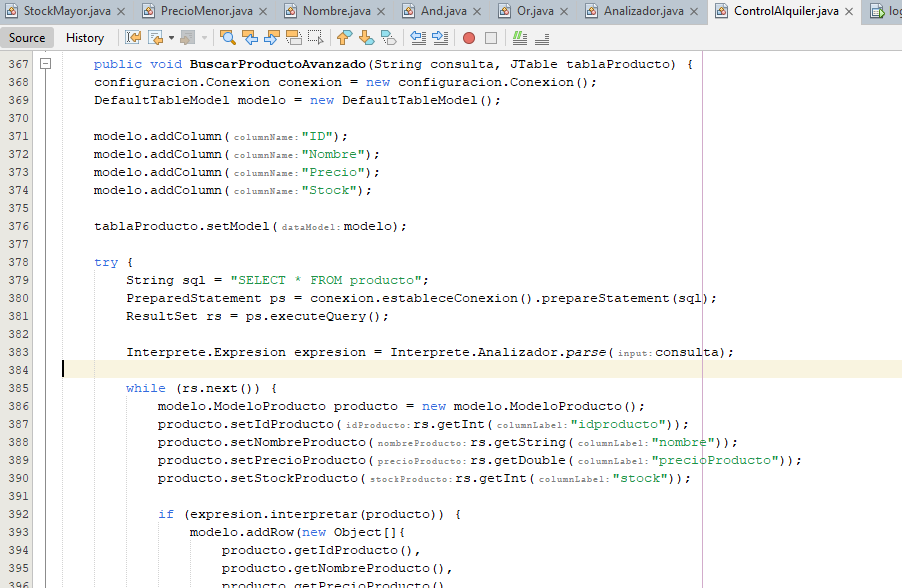 StockMayor.java × PrecioMenor.java × Nombre.java × And.java × Or.java × Analizador.java × ControlAlquiler.java × log
Source History
367 public void BuscarProductoAvanzado(String consulta, JTable tablaProducto) {
368 configuracion.Conexion conexion = new configuracion.Conexion();
369 DefaultTableModel modelo = new DefaultTableModel();
370
371 modelo.addColumn(columnName:"ID");
372 modelo.addColumn(columnName:"Nombre");
373 modelo.addColumn(columnName:"Precio");
374 modelo.addColumn(columnName:"Stock");
375
376 tablaProducto.setModel(dataModel:modelo);
377
378 try {
379 String sql = "SELECT * FROM producto";
380 PreparedStatement ps = conexion.estableceConexion().prepareStatement(sql);
381 ResultSet rs = ps.executeQuery();
382
383 Interprete.Expresion expresion = Interprete.Analizador.parse(input:consulta);
384
385 while (rs.next()) {
386 modelo.ModeloProducto producto = new modelo.ModeloProducto();
387 producto.setIdProducto(idProducto:rs.getInt(columnLabel:"idproducto"));
388 producto.setNombreProducto(nombreProducto:rs.getString(columnLabel:"nombre"));
389 producto.setPrecioProducto(precioProducto:rs.getDouble(columnLabel:"precioProducto"));
390 producto.setStockProducto(stockProducto:rs.getInt(columnLabel:"stock"));
391
392 if (expresion.interpretar(producto)) {
393 modelo.addRow(new Object[]{
394 producto.getIdProducto(),
395 producto.getNombreProducto(),
396 producto.getPrecioProducto()